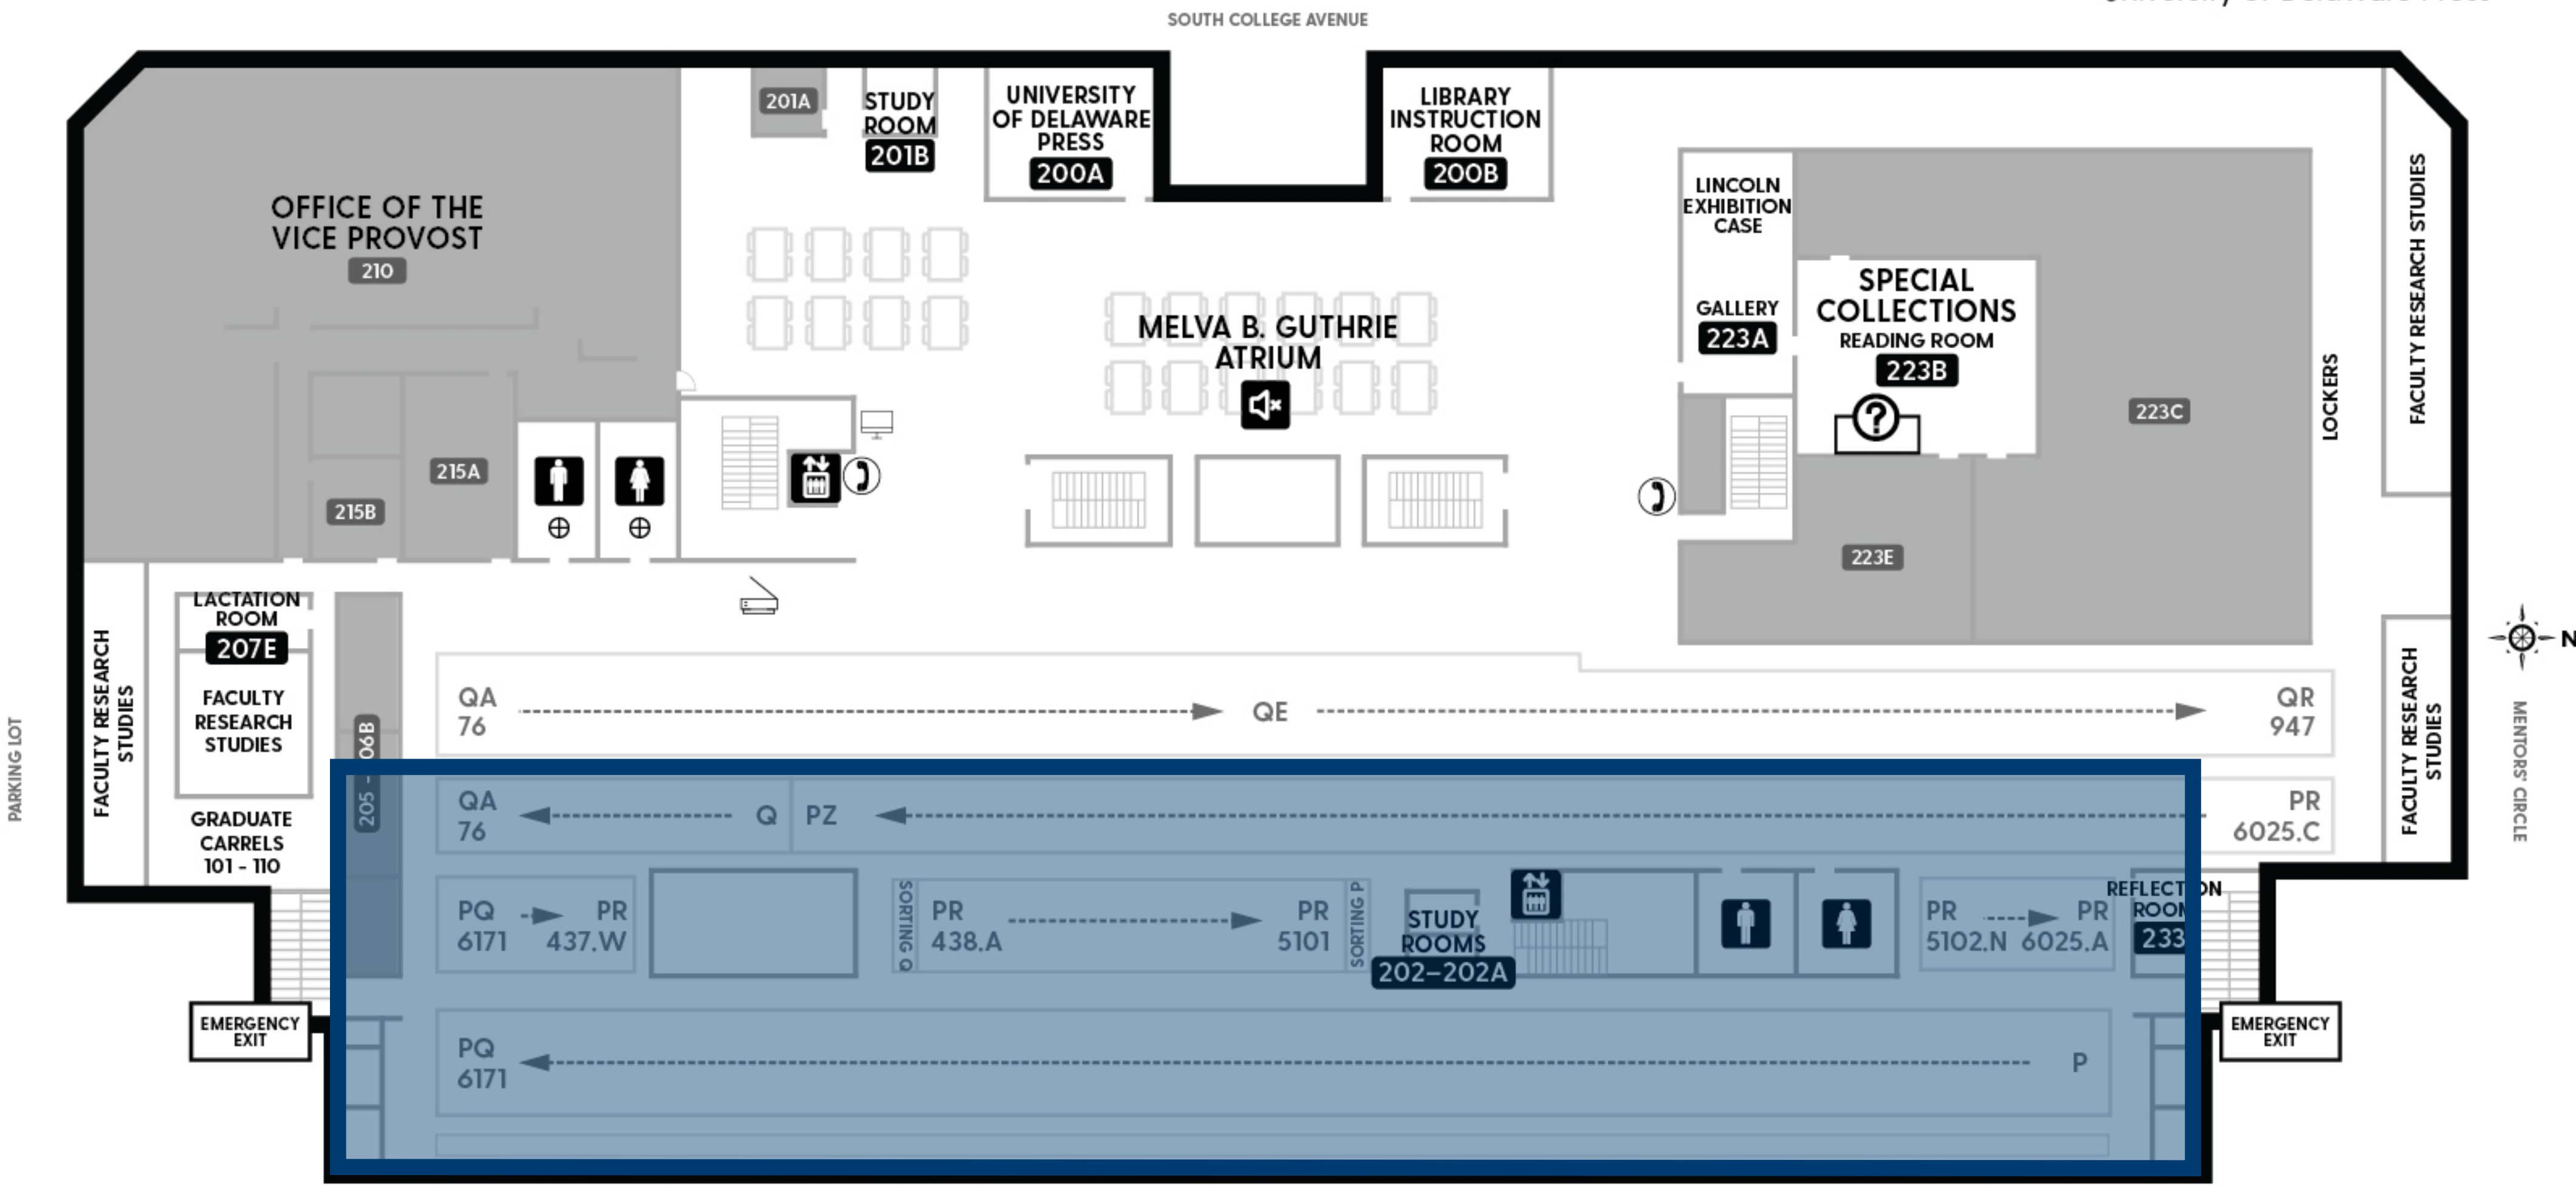 SOUTH COLLEGE AVENUE
201A
STUDY
ROOM
201B
UNIVERSITY
OF DELAWARE
PRESS
200A
LIBRARY
INSTRUCTION
ROOM
200B
OFFICE OF THE
VICE PROVOST
210
LINCOLN
EXHIBITION
CASE
GALLERY
223A
SPECIAL
COLLECTIONS
READING ROOM
223B
?
223C
LOCKERS
FACULTY RESEARCH STUDIES
MELVA B. GUTHRIE
ATRIUM
215A
215B
223E
LACTATION
ROOM
207E
FACULTY
RESEARCH
STUDIES
FACULTY RESEARCH
STUDIES
GRADUATE
CARRELS
101 - 110
PARKING LOT
N
MENTORS' CIRCLE
FACULTY RESEARCH
STUDIES
QA
76
QE
QR
947
QA
76
Q
PZ
PR
6025.C
PQ
6171
PR
437.W
SORTING Q
PR
438.A
PR
5101
SORTING P
STUDY
ROOMS
202-202A
PR
5102.N
PR
6025.A
ROOM
233
EMERGENCY
EXIT
EMERGENCY
EXIT
PQ
6171
P